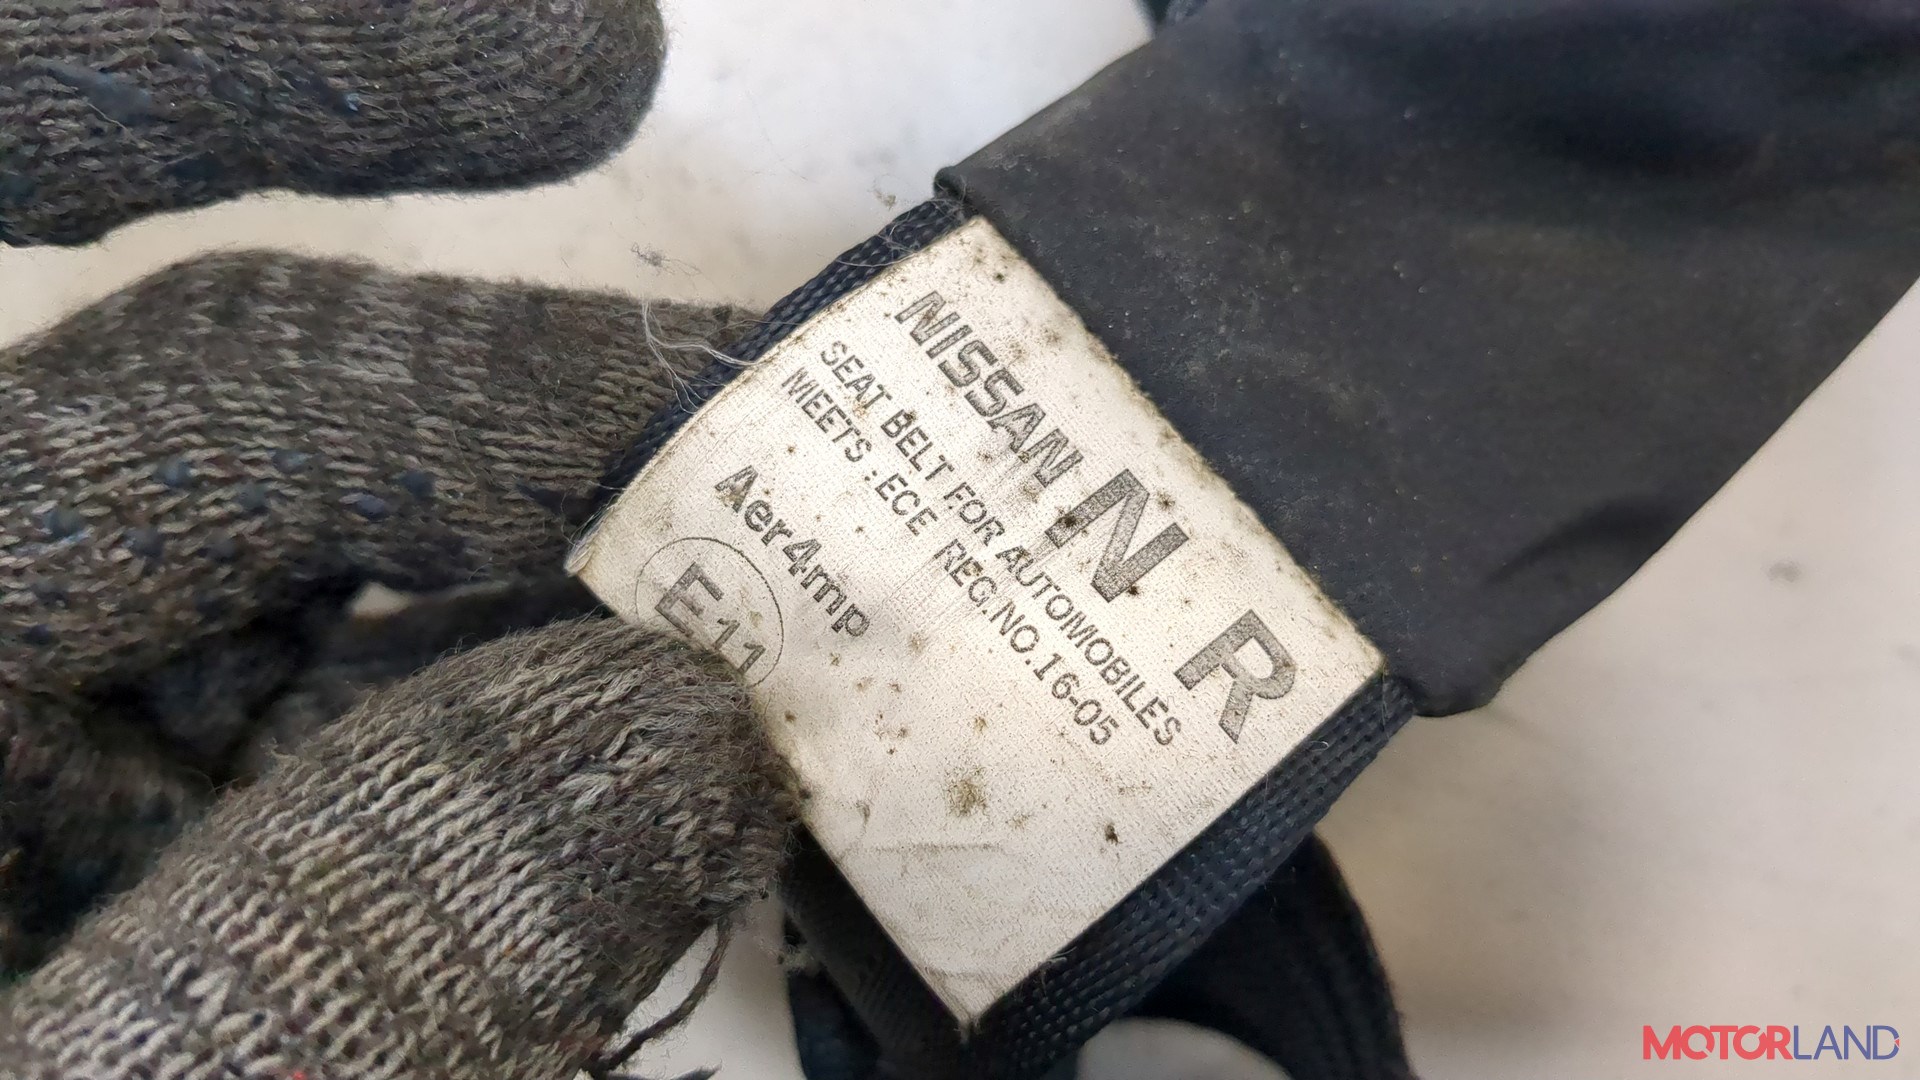 NISSAN N R
SEAT BELT FOR AUTOMOBILES
MEETS : ECE REG.NO.16-05
Aer4mp
E11
MOTORLAND